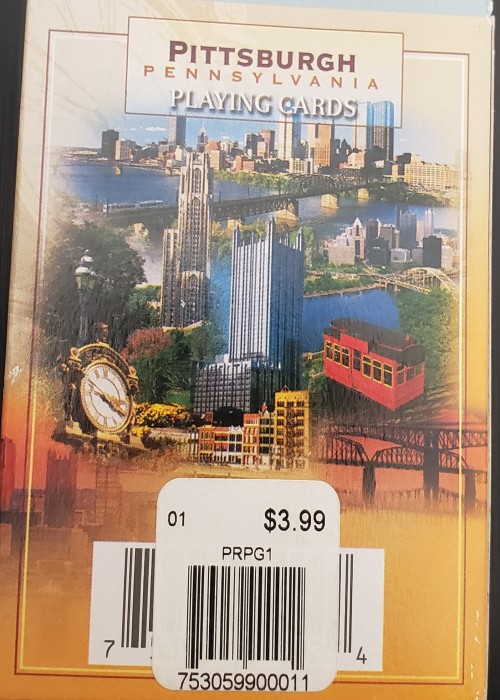 PITTSBURGH
PENNSYLVANIA
PLAYING CARDS
01 $3.99
PRPG1
753059900011
7 4